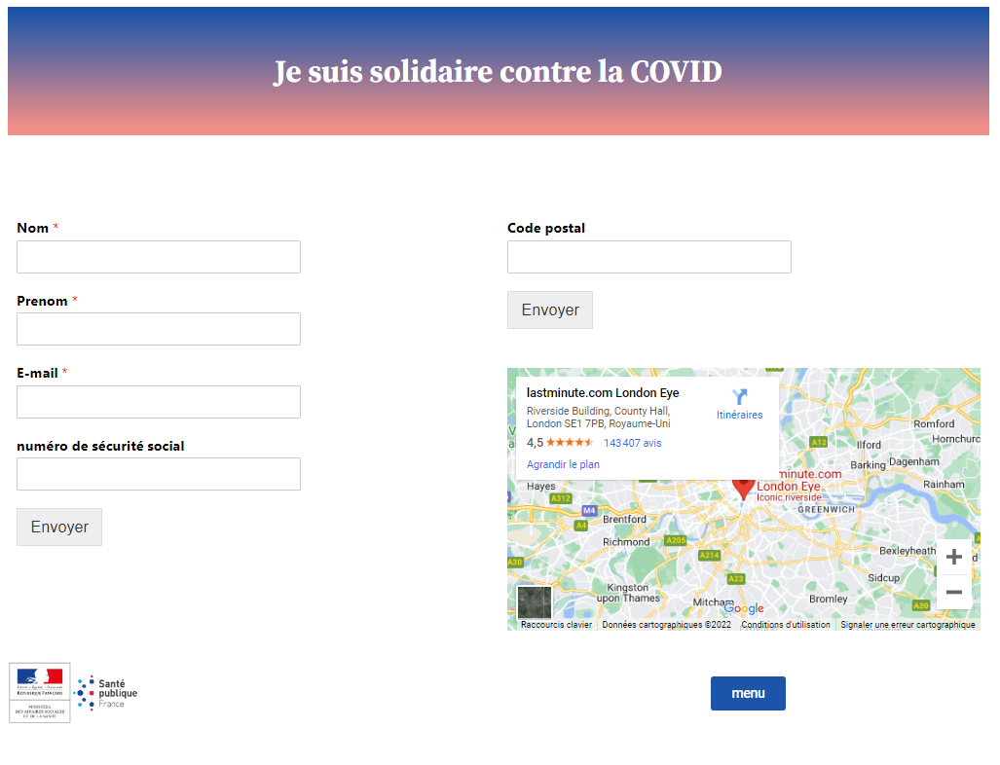 Je suis solidaire contre la COVID
Nom *
Prenom *
E-mail *
numéro de sécurité social
Envoyer
Code postal
Envoyer
lastminute.com London Eye
Riverside Building, County Hall,
London SE1 7PB, Royaume-Uni
4,5
143 407 avis
Agrandir le plan
Itinéraires
Romford
Hornchurc
A12
Ilford
Barking
Dagenham
Rainham
Hayes
A312
M4
A4
Brentford
Richmond
A205
minute.com
London Eye
Iconic riverside
GREENWICH
A30
A214
A23
Bexleyheath
Sidcup
Kingston
upon Thames
Mitcham
Bromley
A20
Google
Raccourcis clavier
Données cartographiques ©2022
Conditions d'utilisation
Signaler une erreur cartographique
RÉPUBLIQUE FRANÇAISE
MINISTÈRE
DES AFFAIRES SOCIALES
ET DE LA SANTÉ
Santé
publique
France
menu